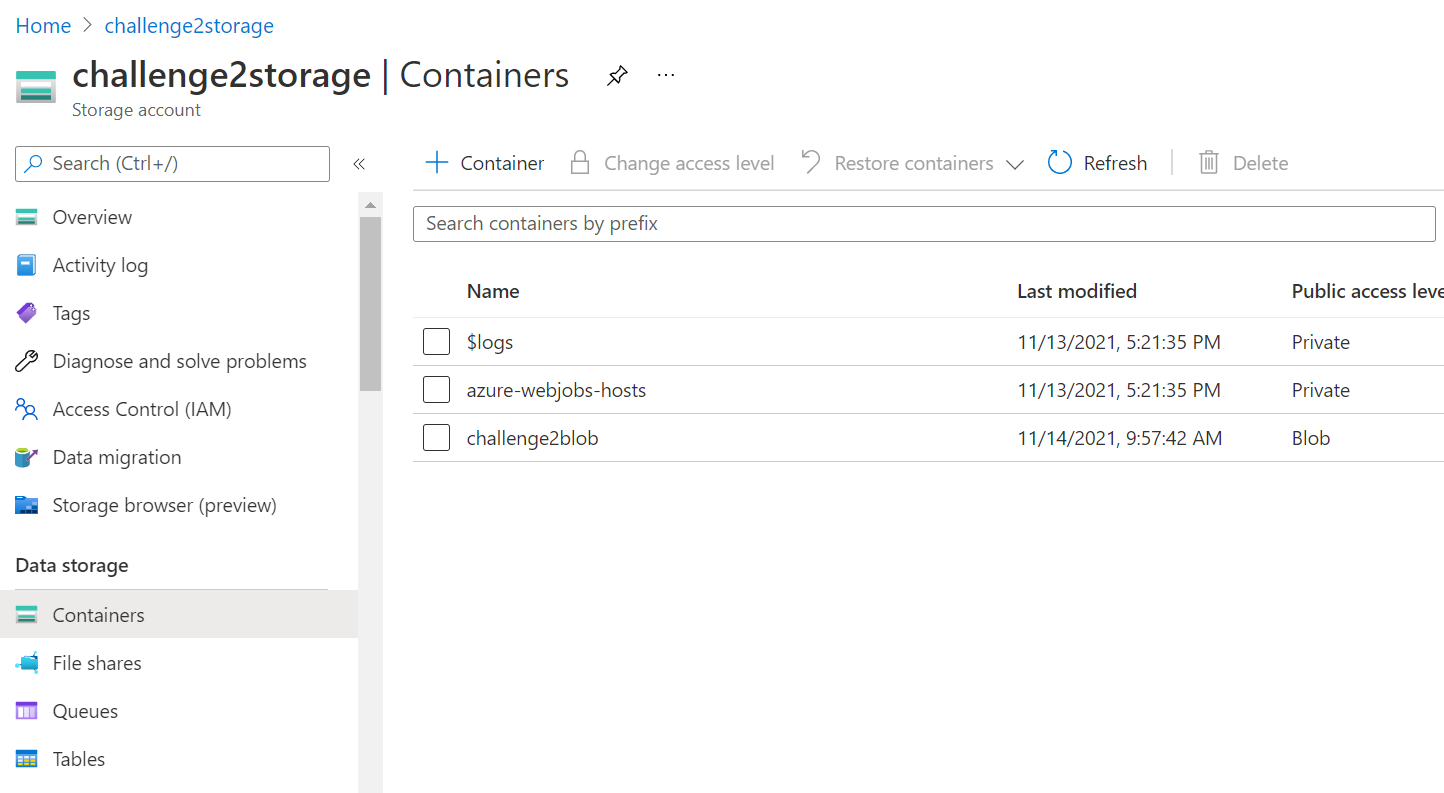 Home > challenge2storage
challenge2storage | Containers ...
Storage account
Search (Ctrl+/) «
Overview
Activity log
Tags
Diagnose and solve problems
Access Control (IAM)
Data migration
Storage browser (preview)
Data storage
Containers
File shares
Queues
Tables
+ Container Change access level Restore containers Refresh | Delete
Search containers by prefix
Name Last modified Public access leve
$logs 11/13/2021, 5:21:35 PM Private
azure-webjobs-hosts 11/13/2021, 5:21:35 PM Private
challenge2blob 11/14/2021, 9:57:42 AM Blob